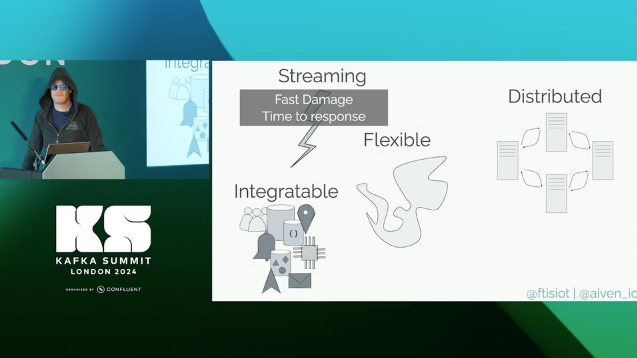 DON
Integra
Streaming
Fast Damage
Time to response
Distributed
Flexible
Integratable
{ }
KS
KAFKA SUMMIT
LONDON 2024
ORGANIZED BY CONFLUENT
@ftisiot | @aiven_io